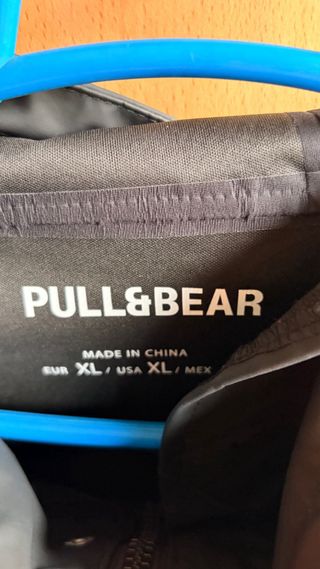 PULL&BEAR
MADE IN CHINA
EUR XL / USA XL / MEX